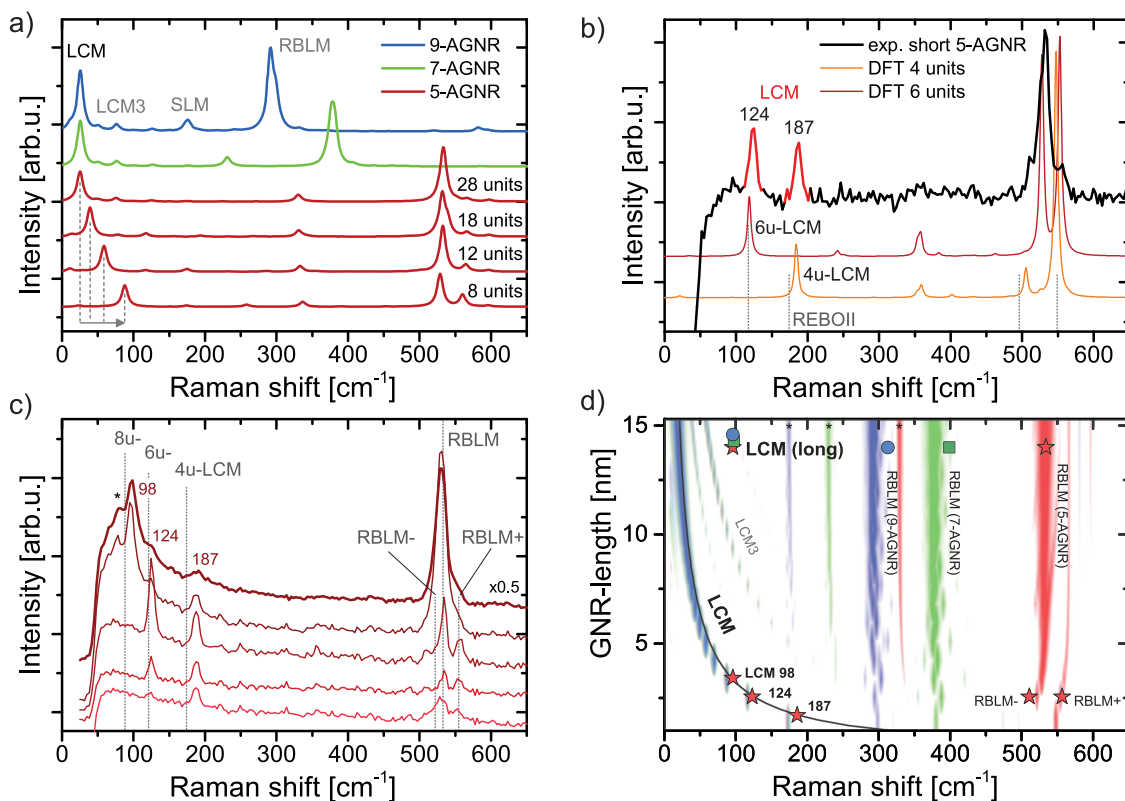 a)
LCM
LCM3
SLM
RBLM
9-AGNR
7-AGNR
5-AGNR
28 units
18 units
12 units
8 units
Intensity [arb.u.]
0 100 200 300 400 500 600
Raman shift [cm⁻¹]
b)
exp. short 5-AGNR
DFT 4 units
DFT 6 units
LCM
124
187
6u-LCM
4u-LCM
REBOII
Intensity [arb.u.]
0 100 200 300 400 500 600
Raman shift [cm⁻¹]
c)
8u-
6u-
4u-LCM
RBLM
*
98
124
187
RBLM-
RBLM+
x0.5
Intensity [arb.u.]
0 100 200 300 400 500 600
Raman shift [cm⁻¹]
d)
* * *
LCM (long)
LCM3
LCM
RBLM (9-AGNR)
RBLM (7-AGNR)
RBLM (5-AGNR)
LCM 98
124
187
RBLM-
RBLM+
GNR-length [nm]
15
10
5
0 100 200 300 400 500 600
Raman shift [cm⁻¹]